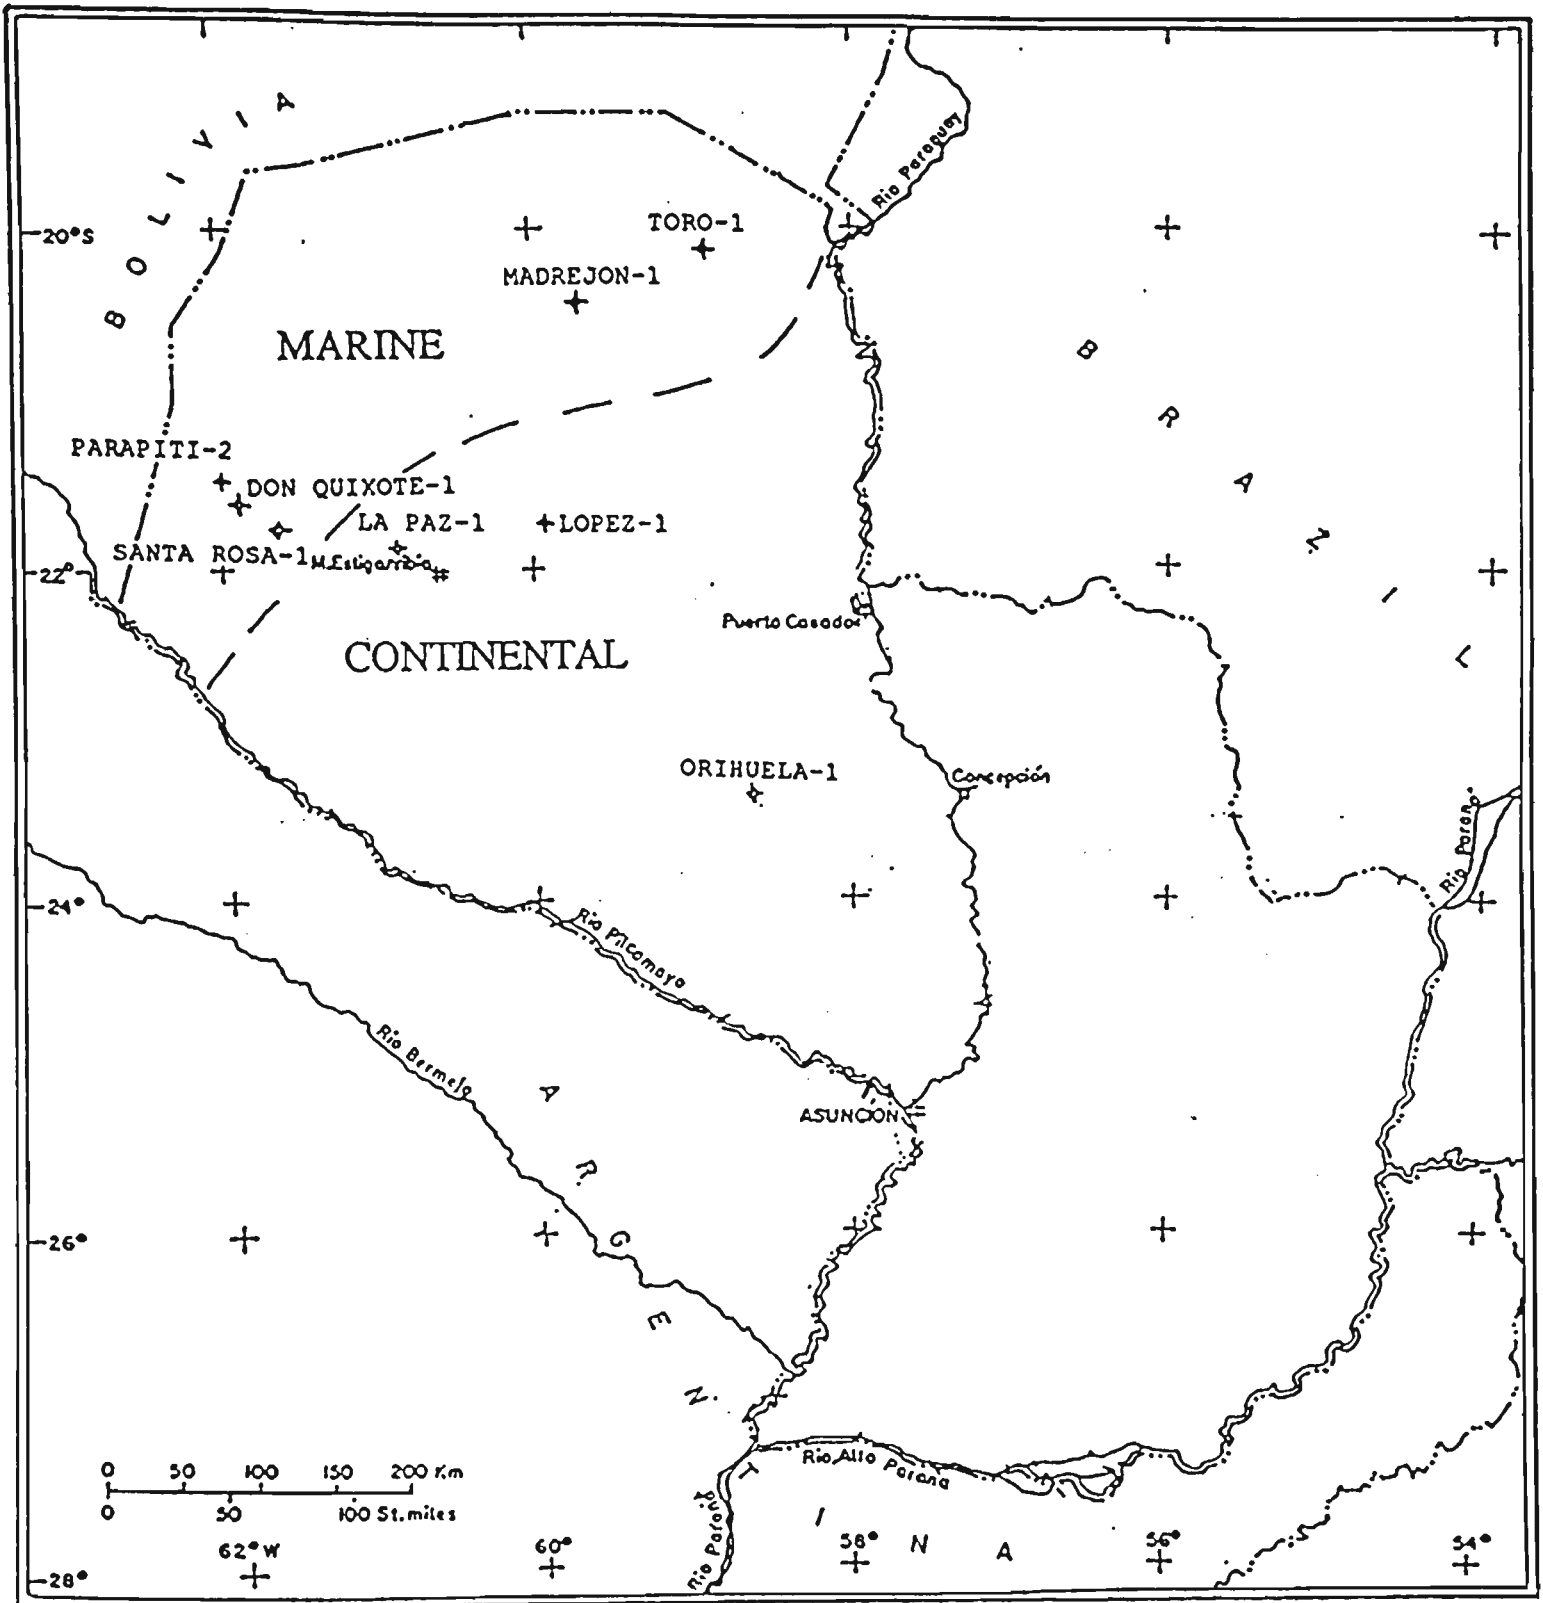 BOLIVIA
Rio Paraguay
20°S
TORO-1
MADREJON-1
MARINE
BRAZIL
PARAPITI-2
DON QUIXOTE-1
LA PAZ-1
LOPEZ-1
SANTA ROSA-1
M.Estigarribia
22°
Puerto Casado
CONTINENTAL
ORIHUELA-1
Concepción
Rio Paraná
24°
Rio Pilcomayo
Rio Bermejo
ASUNCION
ARGENTINA
26°
Rio Alto Parana
0 50 100 150 200 Km
0 50 100 St.miles
62°W
60°
58°
56°
54°
28°